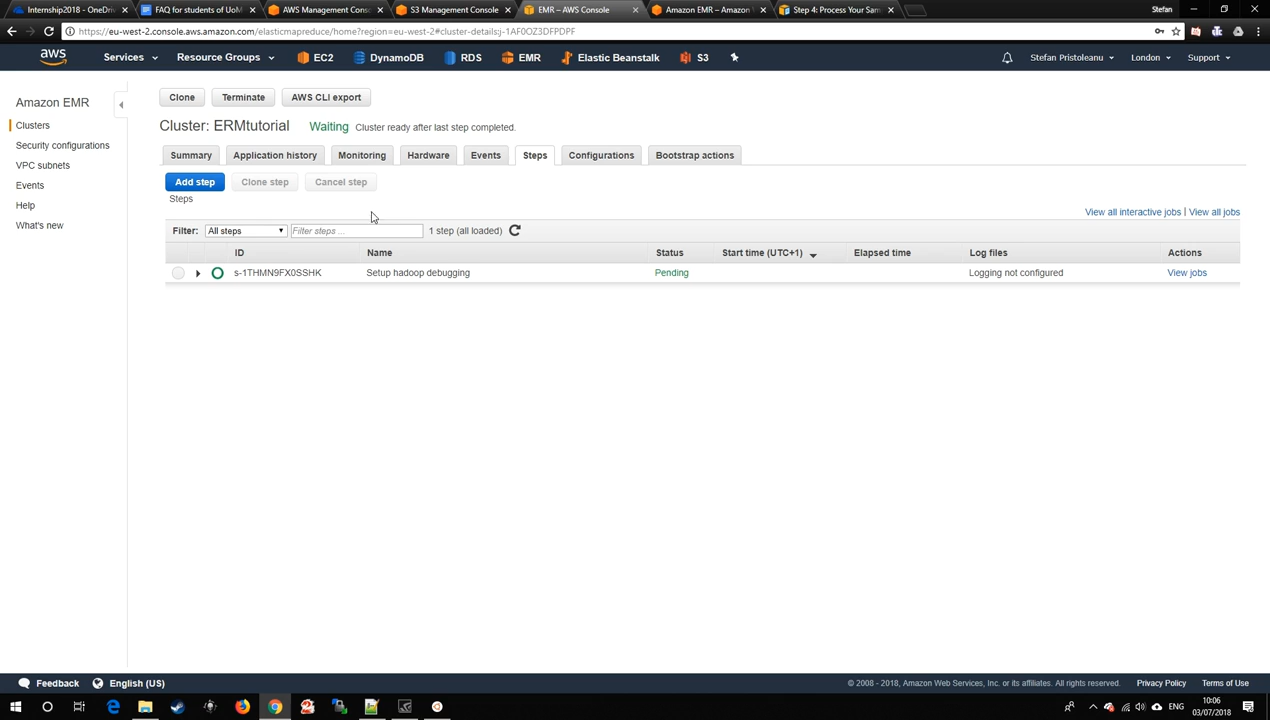 Internship2018 - OneDri
FAQ for students of UoM
AWS Management Cons
S3 Management Console
EMR – AWS Console
Amazon EMR – Amazon
Step 4: Process Your Sam
Stefan
https://eu-west-2.console.aws.amazon.com/elasticmapreduce/home?region=eu-west-2#cluster-details:j-1AF0OZ3DFPDPF
aws Services Resource Groups EC2 DynamoDB RDS EMR Elastic Beanstalk S3 Stefan Pristoleanu London Support
Amazon EMR
Clusters
Security configurations
VPC subnets
Events
Help
What's new
Clone Terminate AWS CLI export
Cluster: ERMtutorial Waiting Cluster ready after last step completed.
Summary Application history Monitoring Hardware Events Steps Configurations Bootstrap actions
Add step Clone step Cancel step
Steps
View all interactive jobs | View all jobs
Filter: All steps Filter steps ... 1 step (all loaded)
ID Name Status Start time (UTC+1) Elapsed time Log files Actions
s-1THMN9FX0SSHK Setup hadoop debugging Pending Logging not configured View jobs
Feedback English (US) © 2008 - 2018, Amazon Web Services, Inc. or its affiliates. All rights reserved. Privacy Policy Terms of Use
ENG
10:06
03/07/2018